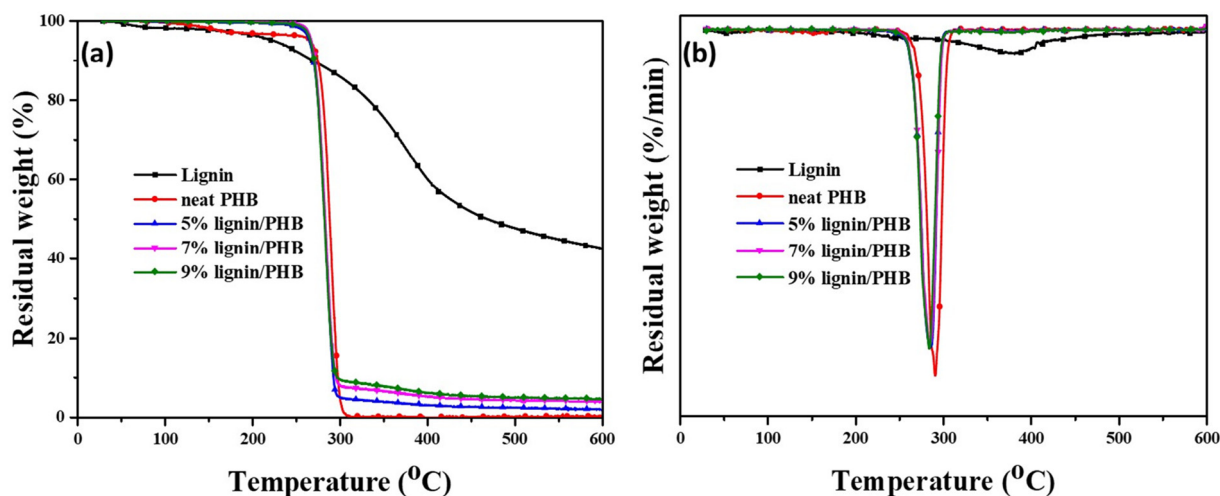 (a)
Residual weight (%)
100
80
60
40
20
0
Lignin
neat PHB
5% lignin/PHB
7% lignin/PHB
9% lignin/PHB
0 100 200 300 400 500 600
Temperature (⁰C)
(b)
Residual weight (%/min)
Lignin
neat PHB
5% lignin/PHB
7% lignin/PHB
9% lignin/PHB
0 100 200 300 400 500 600
Temperature (⁰C)